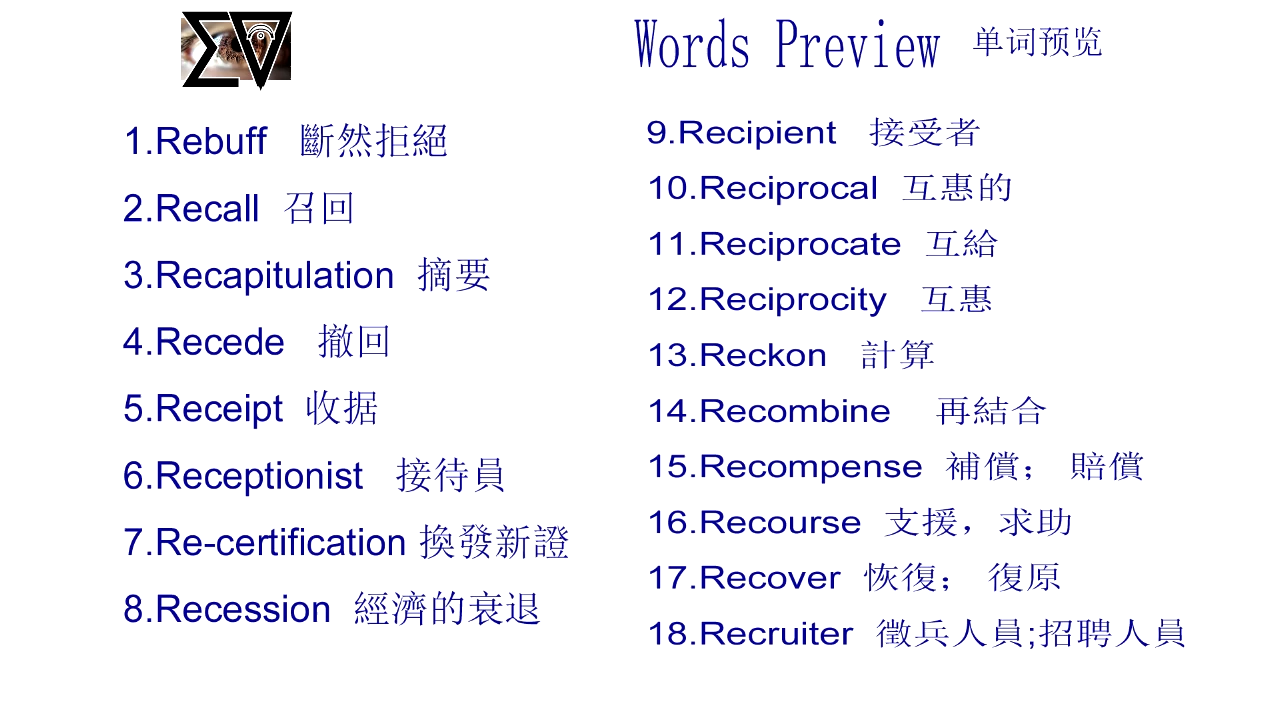 Words Preview 单词预览
1.Rebuff 斷然拒絕
2.Recall 召回
3.Recapitulation 摘要
4.Recede 撤回
5.Receipt 收据
6.Receptionist 接待員
7.Re-certification 換發新證
8.Recession 經濟的衰退
9.Recipient 接受者
10.Reciprocal 互惠的
11.Reciprocate 互給
12.Reciprocity 互惠
13.Reckon 計算
14.Recombine 再結合
15.Recompense 補償； 賠償
16.Recourse 支援，求助
17.Recover 恢復； 復原
18.Recruiter 徵兵人員;招聘人員